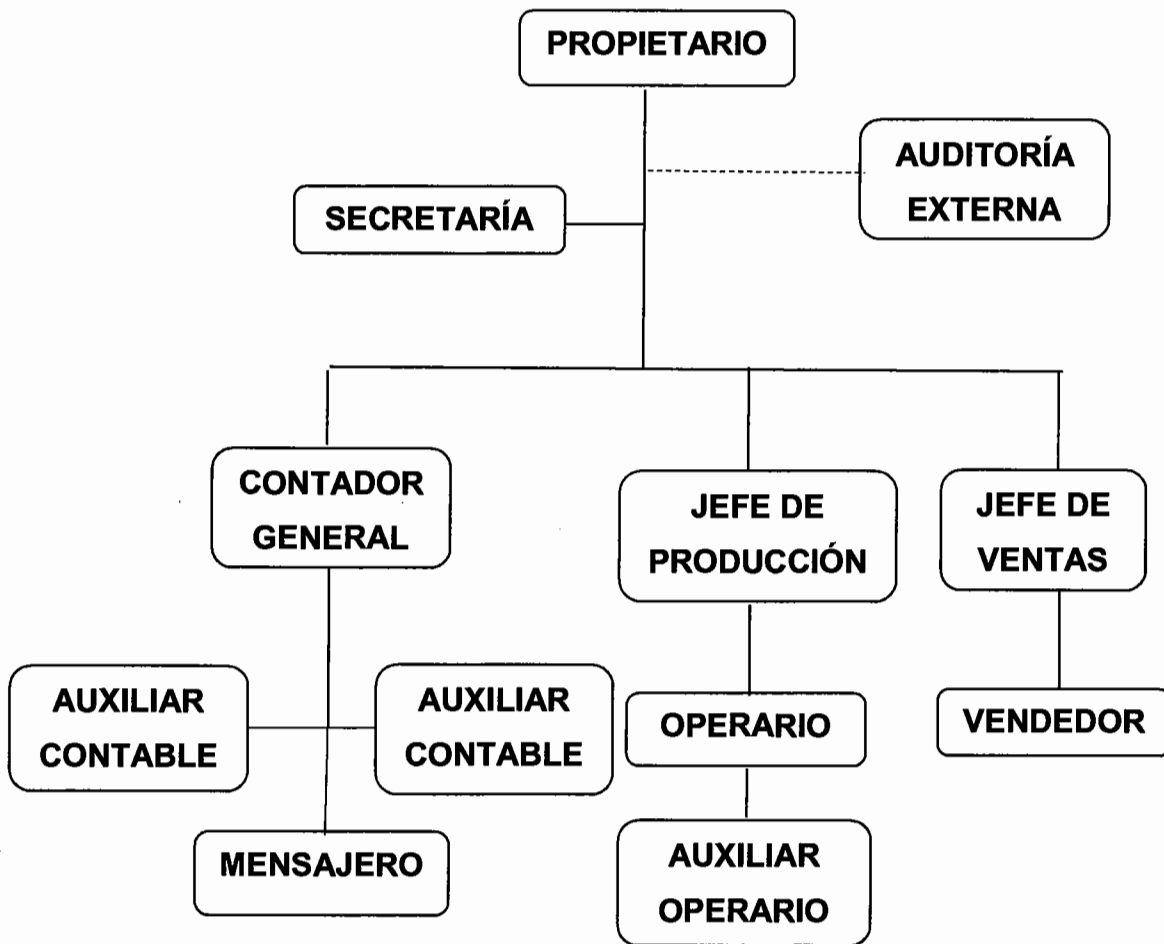 PROPIETARIO
AUDITORÍA
EXTERNA
SECRETARÍA
CONTADOR
GENERAL
JEFE DE
PRODUCCIÓN
JEFE DE
VENTAS
AUXILIAR
CONTABLE
AUXILIAR
CONTABLE
OPERARIO
VENDEDOR
MENSAJERO
AUXILIAR
OPERARIO